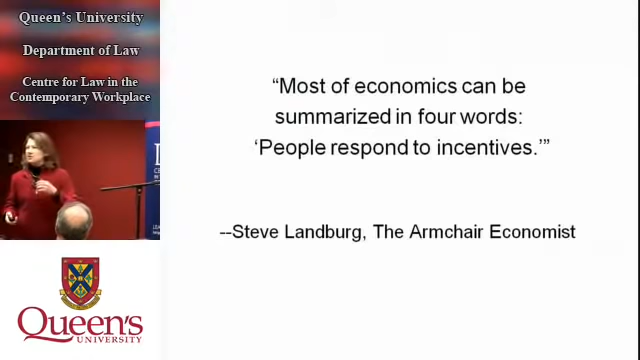 Queen's University
Department of Law
Centre for Law in the
Contemporary Workplace
“Most of economics can be
summarized in four words:
‘People respond to incentives.’”
--Steve Landburg, The Armchair Economist
Queen's
UNIVERSITY